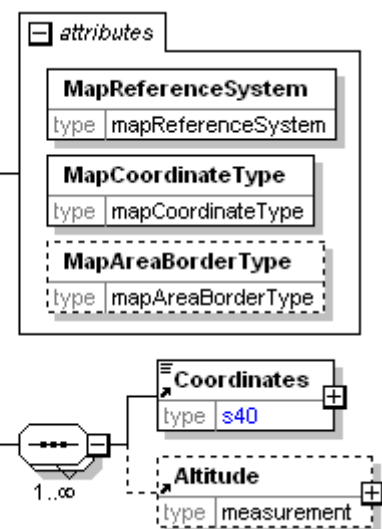 attributes
MapReferenceSystem
type mapReferenceSystem
MapCoordinateType
type mapCoordinateType
MapAreaBorderType
type mapAreaBorderType
Coordinates
type s40
1..∞
Altitude
type measurement